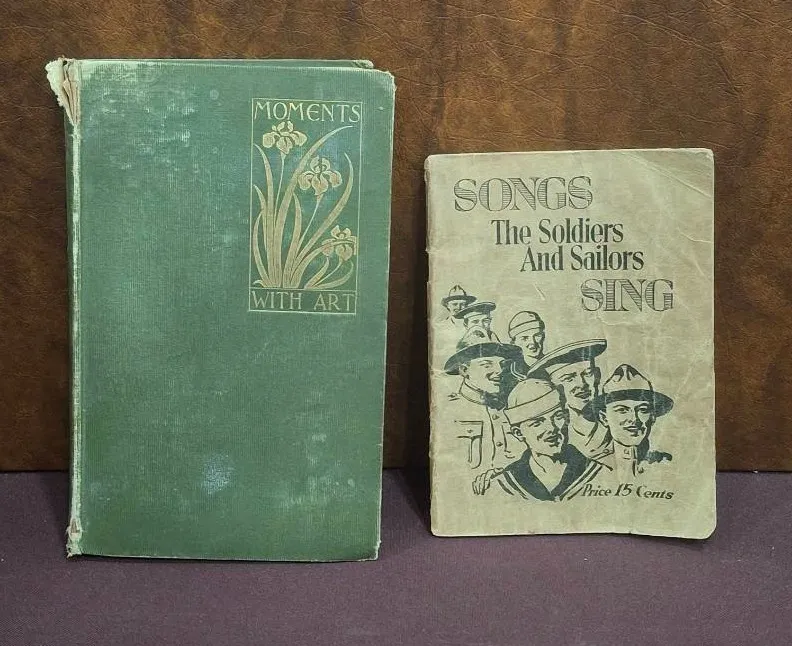 MOMENTS
WITH ART
SONGS
The Soldiers
And Sailors
SING
Price 15 Cents